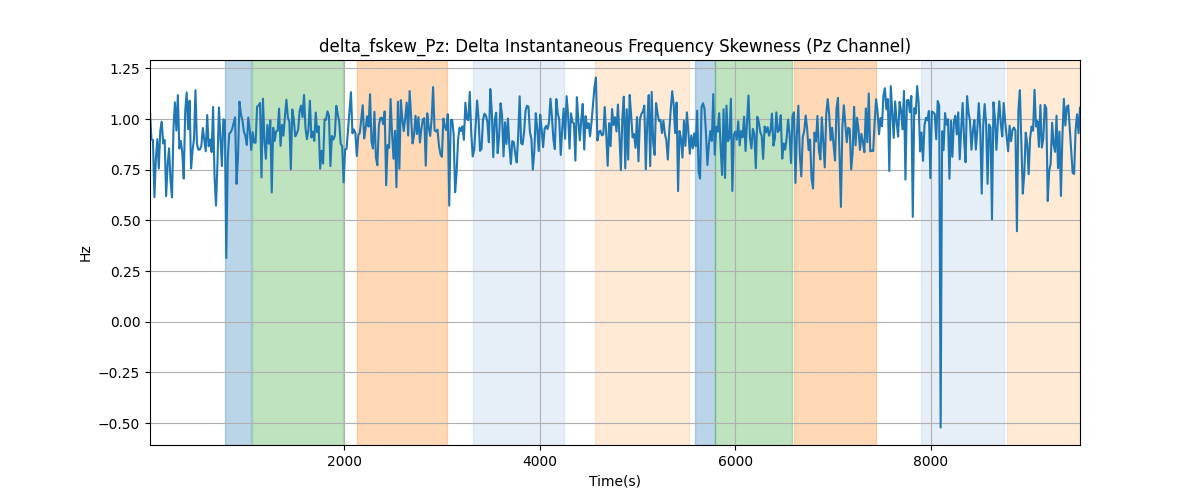 delta_fskew_Pz: Delta Instantaneous Frequency Skewness (Pz Channel)
1.25
1.00
0.75
0.50
0.25
0.00
−0.25
−0.50
Hz
2000 4000 6000 8000
Time(s)